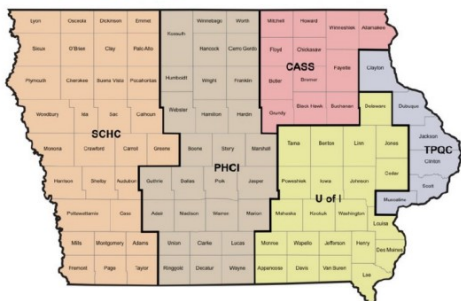 Lyon Osceola Dickinson Emmet Winnebago Worth Mitchell Howard Winneshiek Allamakee
Kossuth
Sioux O'Brien Clay Palo Alto Hancock Cerro Gordo Floyd Chickasaw
Fayette Clayton
Plymouth Cherokee Buena Vista Pocahontas Humboldt Wright Franklin Butler Bremer
CASS
Woodbury Ida Sac Calhoun Webster Hamilton Hardin Grundy Black Hawk Buchanan Delaware Dubuque
SCHC
Monona Crawford Carroll Greene Boone Story Marshall Tama Benton Linn Jones Jackson
TPQC
Clinton
Harrison Shelby Audubon Guthrie Dallas Polk Jasper Poweshiek Iowa Johnson Cedar Scott
PHCI
U of I
Muscatine
Pottawattamie Cass Adair Madison Warren Marion Mahaska Keokuk Washington Louisa
Mills Montgomery Adams Union Clarke Lucas Monroe Wapello Jefferson Henry Des Moines
Fremont Page Taylor Ringgold Decatur Wayne Appanoose Davis Van Buren Lee